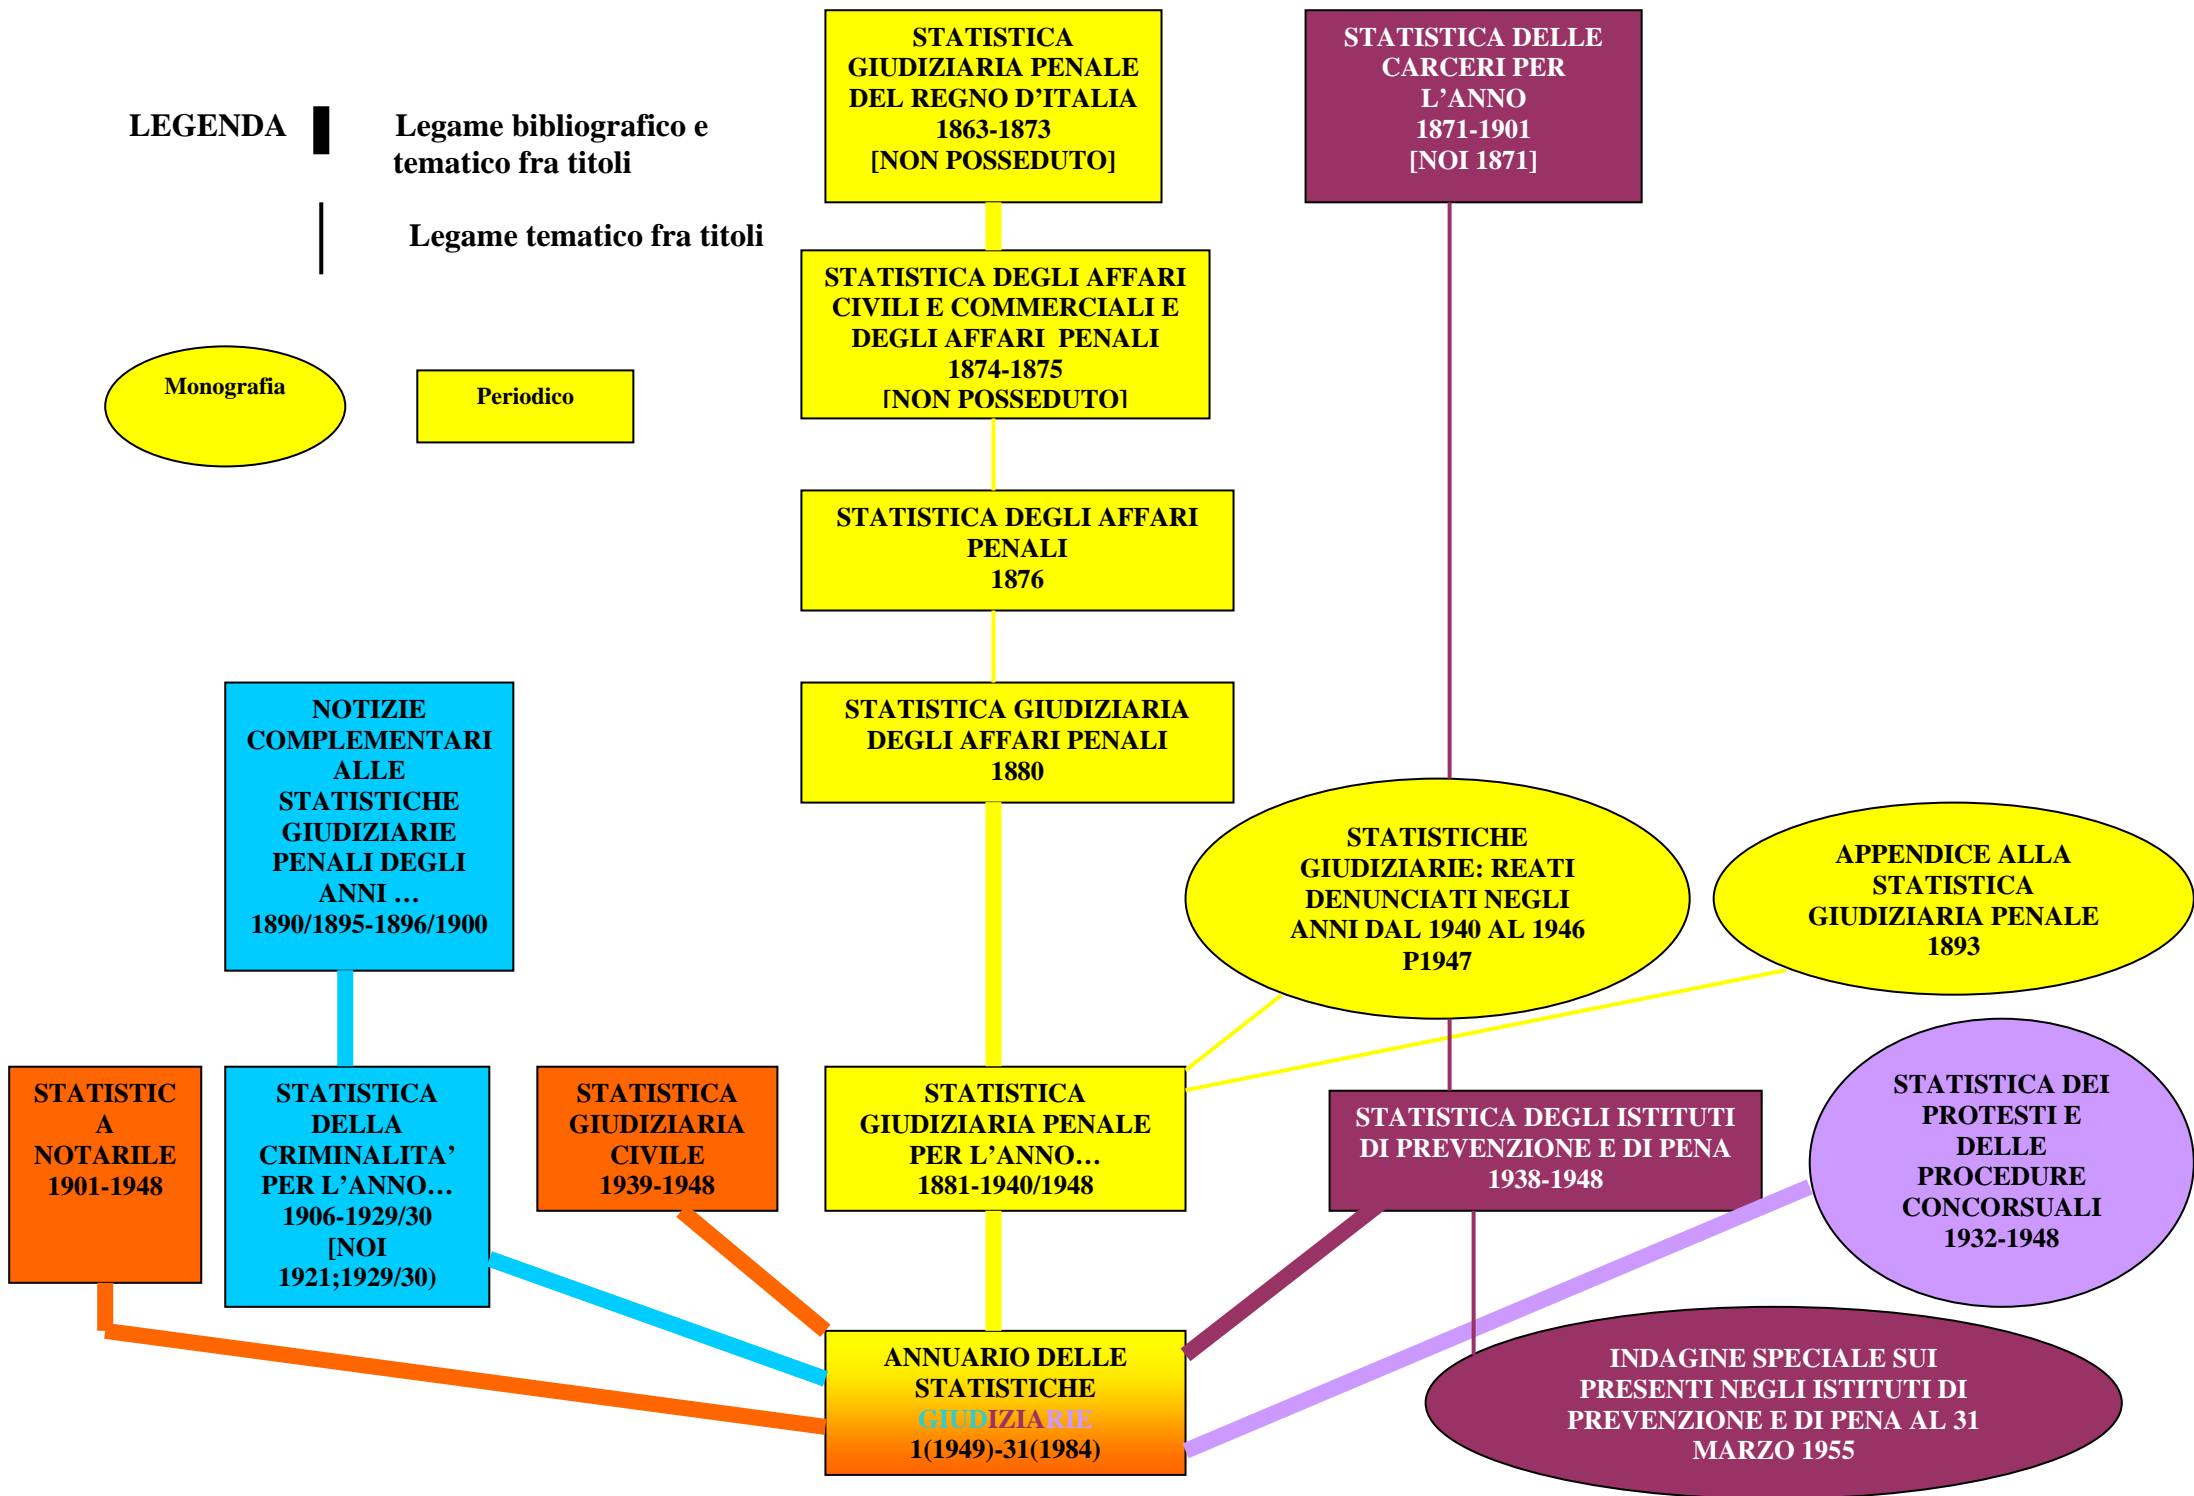 LEGENDA
Legame bibliografico e
tematico fra titoli
Legame tematico fra titoli
Monografia
Periodico
STATISTICA
GIUDIZIARIA PENALE
DEL REGNO D'ITALIA
1863-1873
[NON POSSEDUTO]
STATISTICA DELLE
CARCERI PER
L'ANNO
1871-1901
[NOI 1871]
STATISTICA DEGLI AFFARI
CIVILI E COMMERCIALI E
DEGLI AFFARI PENALI
1874-1875
[NON POSSEDUTO]
STATISTICA DEGLI AFFARI
PENALI
1876
NOTIZIE
COMPLEMENTARI
ALLE
STATISTICHE
GIUDIZIARIE
PENALI DEGLI
ANNI …
1890/1895-1896/1900
STATISTICA GIUDIZIARIA
DEGLI AFFARI PENALI
1880
STATISTICHE
GIUDIZIARIE: REATI
DENUNCIATI NEGLI
ANNI DAL 1940 AL 1946
P1947
APPENDICE ALLA
STATISTICA
GIUDIZIARIA PENALE
1893
STATISTIC
A
NOTARILE
1901-1948
STATISTICA
DELLA
CRIMINALITA'
PER L'ANNO…
1906-1929/30
[NOI
1921;1929/30)
STATISTICA
GIUDIZIARIA
CIVILE
1939-1948
STATISTICA
GIUDIZIARIA PENALE
PER L'ANNO…
1881-1940/1948
STATISTICA DEGLI ISTITUTI
DI PREVENZIONE E DI PENA
1938-1948
STATISTICA DEI
PROTESTI E
DELLE
PROCEDURE
CONCORSUALI
1932-1948
ANNUARIO DELLE
STATISTICHE
GIUDIZIARIE
1(1949)-31(1984)
INDAGINE SPECIALE SUI
PRESENTI NEGLI ISTITUTI DI
PREVENZIONE E DI PENA AL 31
MARZO 1955